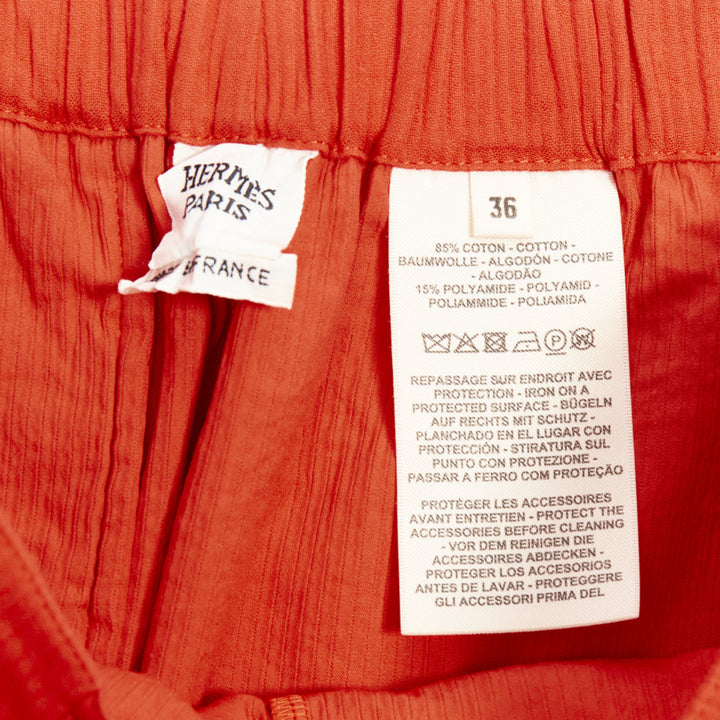 HERMÈS
PARIS
FRANCE
36
85% COTON - COTTON -
BAUMWOLLE - ALGODÓN - COTONE
- ALGODÃO
15% POLYAMIDE - POLYAMID -
POLIAMMIDE - POLIAMIDA
REPASSAGE SUR ENDROIT AVEC
PROTECTION - IRON ON A
PROTECTED SURFACE - BÜGELN
AUF RECHTS MIT SCHUTZ -
PLANCHADO EN EL LUGAR CON
PROTECCIÓN - STIRATURA SUL
PUNTO CON PROTEZIONE -
PASSAR A FERRO COM PROTEÇÃO
PROTÉGER LES ACCESSOIRES
AVANT ENTRETIEN - PROTECT THE
ACCESSORIES BEFORE CLEANING
- VOR DEM REINIGEN DIE
ACCESSOIRES ABDECKEN -
PROTEGER LOS ACCESORIOS
ANTES DE LAVAR - PROTEGGERE
GLI ACCESSORI PRIMA DEL